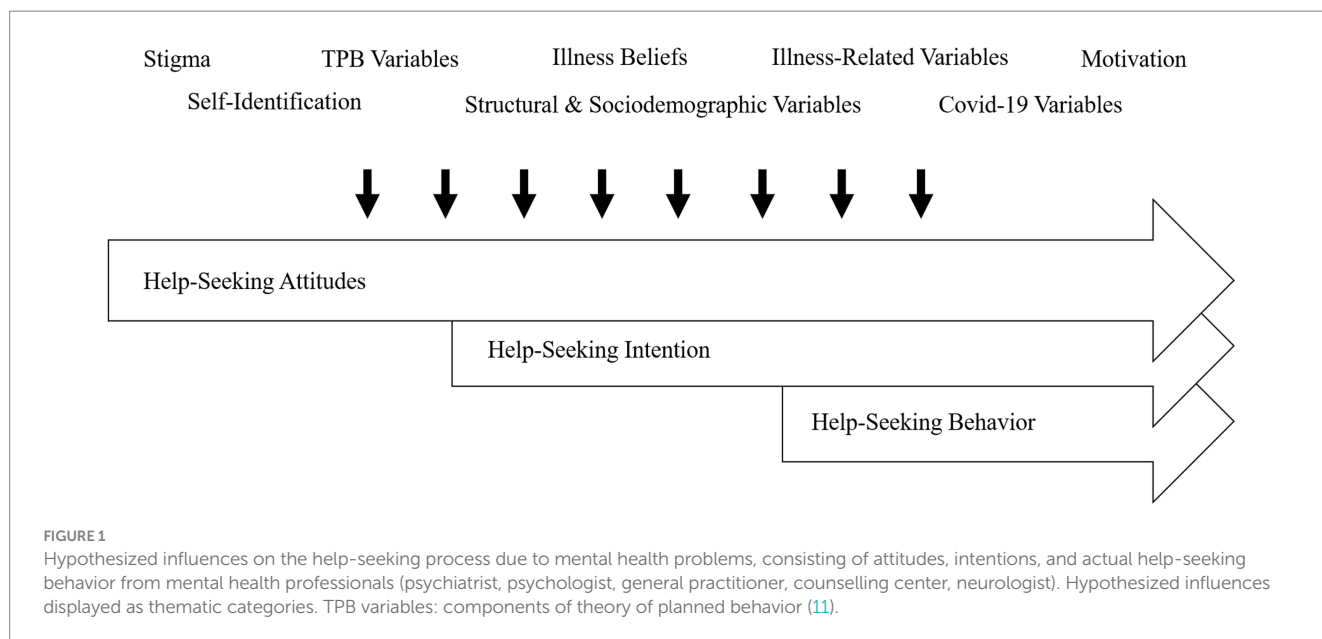 Stigma TPB Variables Illness Beliefs Illness-Related Variables Motivation
Self-Identification Structural & Sociodemographic Variables Covid-19 Variables
Help-Seeking Attitudes
Help-Seeking Intention
Help-Seeking Behavior
FIGURE 1
Hypothesized influences on the help-seeking process due to mental health problems, consisting of attitudes, intentions, and actual help-seeking
behavior from mental health professionals (psychiatrist, psychologist, general practitioner, counselling center, neurologist). Hypothesized influences
displayed as thematic categories. TPB variables: components of theory of planned behavior (11).